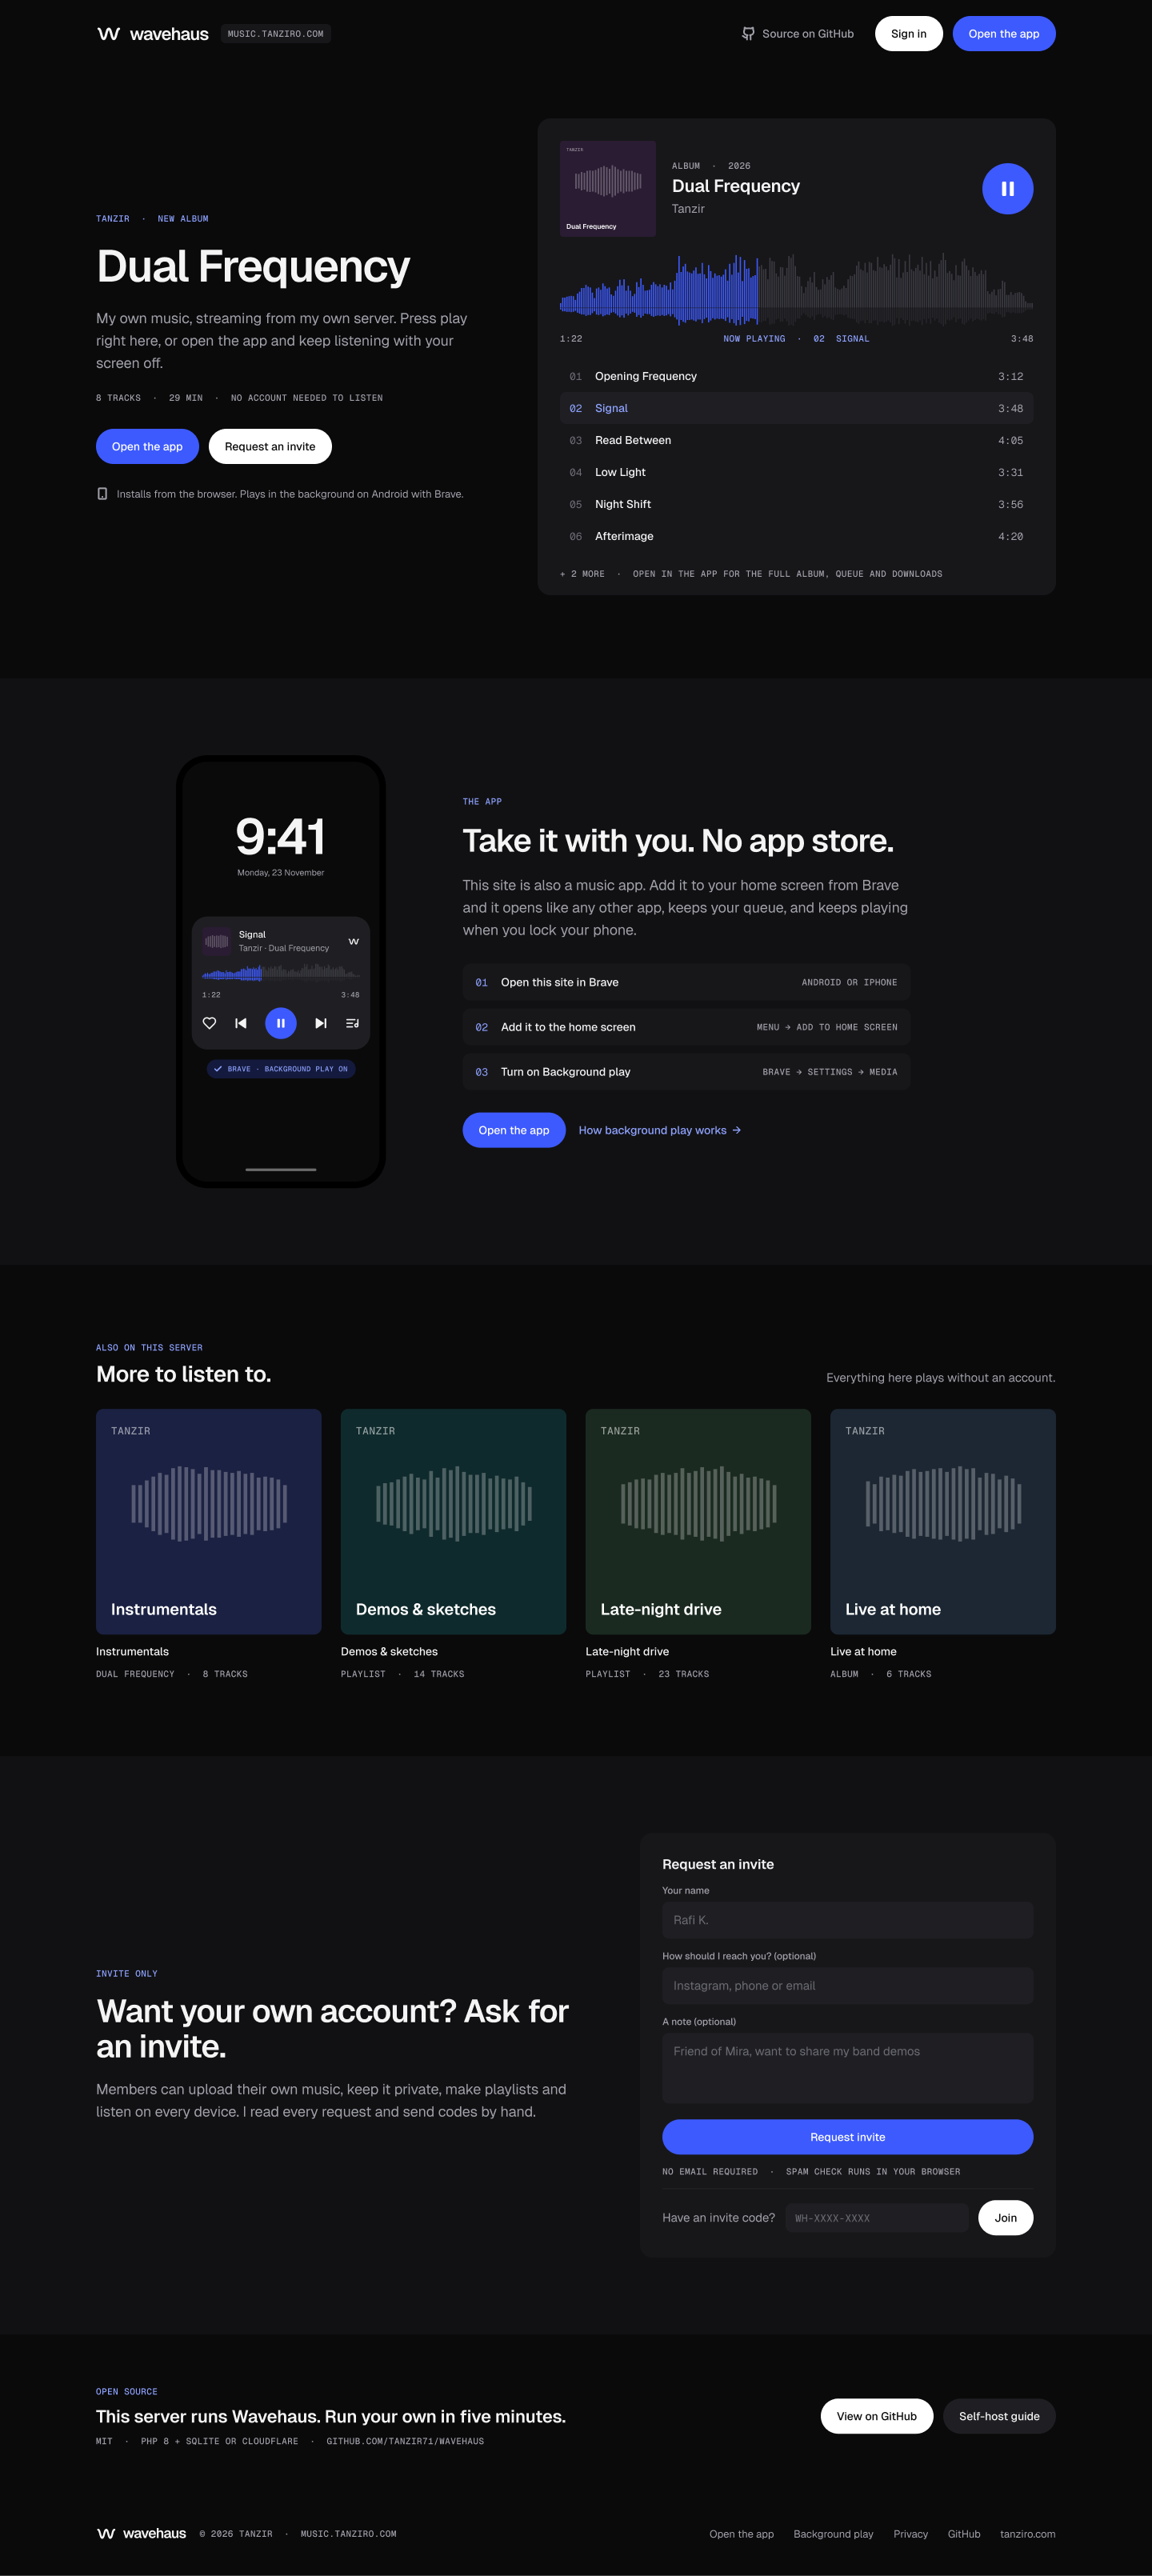 wavehaus MUSIC.TANZIRO.COM
Source on GitHub
Sign in
Open the app
TANZIR · NEW ALBUM
Dual Frequency
My own music, streaming from my own server. Press play
right here, or open the app and keep listening with your
screen off.
8 TRACKS · 29 MIN · NO ACCOUNT NEEDED TO LISTEN
Open the app
Request an invite
Installs from the browser. Plays in the background on Android with Brave.
TANZIR
Dual Frequency
ALBUM · 2026
Dual Frequency
Tanzir
1:22
NOW PLAYING · 02 SIGNAL
3:48
01 Opening Frequency 3:12
02 Signal 3:48
03 Read Between 4:05
04 Low Light 3:31
05 Night Shift 3:56
06 Afterimage 4:20
+ 2 MORE · OPEN IN THE APP FOR THE FULL ALBUM, QUEUE AND DOWNLOADS
9:41
Monday, 23 November
Signal
Tanzir · Dual Frequency
1:22
3:48
BRAVE · BACKGROUND PLAY ON
THE APP
Take it with you. No app store.
This site is also a music app. Add it to your home screen from Brave
and it opens like any other app, keeps your queue, and keeps playing
when you lock your phone.
01 Open this site in Brave ANDROID OR IPHONE
02 Add it to the home screen MENU → ADD TO HOME SCREEN
03 Turn on Background play BRAVE → SETTINGS → MEDIA
Open the app
How background play works →
ALSO ON THIS SERVER
More to listen to.
Everything here plays without an account.
TANZIR
Instrumentals
Instrumentals
DUAL FREQUENCY · 8 TRACKS
TANZIR
Demos & sketches
Demos & sketches
PLAYLIST · 14 TRACKS
TANZIR
Late-night drive
Late-night drive
PLAYLIST · 23 TRACKS
TANZIR
Live at home
Live at home
ALBUM · 6 TRACKS
INVITE ONLY
Want your own account? Ask for
an invite.
Members can upload their own music, keep it private, make playlists and
listen on every device. I read every request and send codes by hand.
Request an invite
Your name
Rafi K.
How should I reach you? (optional)
Instagram, phone or email
A note (optional)
Friend of Mira, want to share my band demos
Request invite
NO EMAIL REQUIRED · SPAM CHECK RUNS IN YOUR BROWSER
Have an invite code?
WH-XXXX-XXXX
Join
OPEN SOURCE
This server runs Wavehaus. Run your own in five minutes.
MIT · PHP 8 + SQLITE OR CLOUDFLARE · GITHUB.COM/TANZIR71/WAVEHAUS
View on GitHub
Self-host guide
wavehaus © 2026 TANZIR · MUSIC.TANZIRO.COM
Open the app
Background play
Privacy
GitHub
tanziro.com